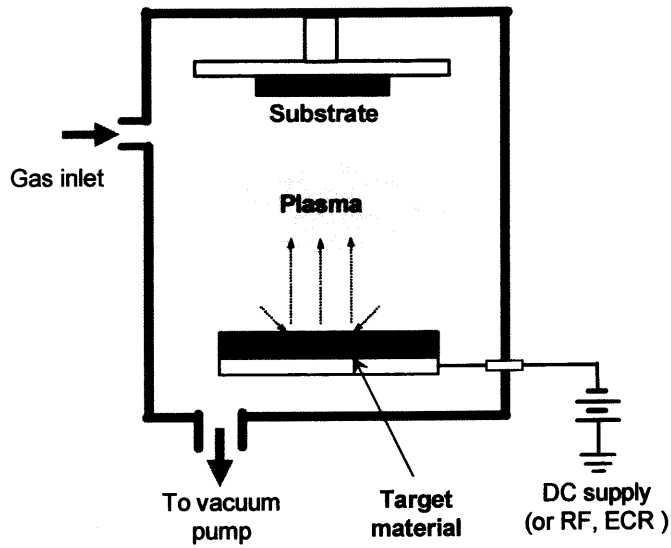 Substrate
Gas inlet
Plasma
To vacuum
pump
Target
material
DC supply
(or RF, ECR )